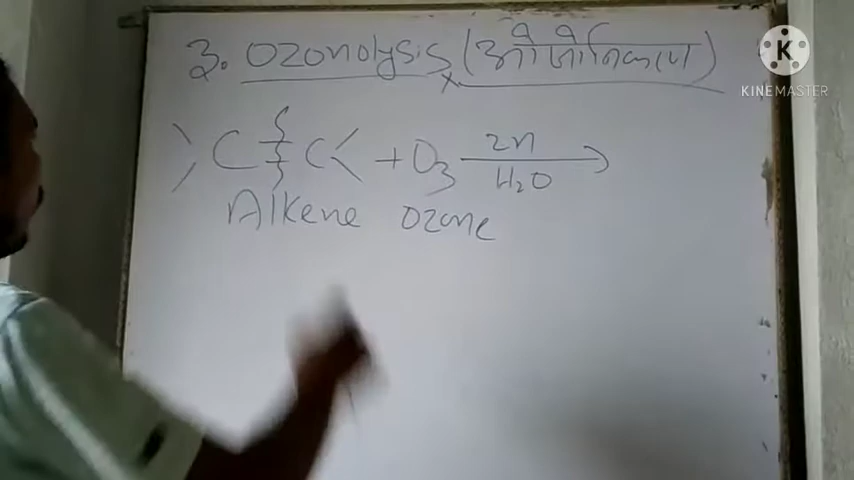 3. Ozonolysis (ओजोनिकरण)
>C=C< + O3 Zn →
H2O
Alkene Ozone
K
KINEMASTER